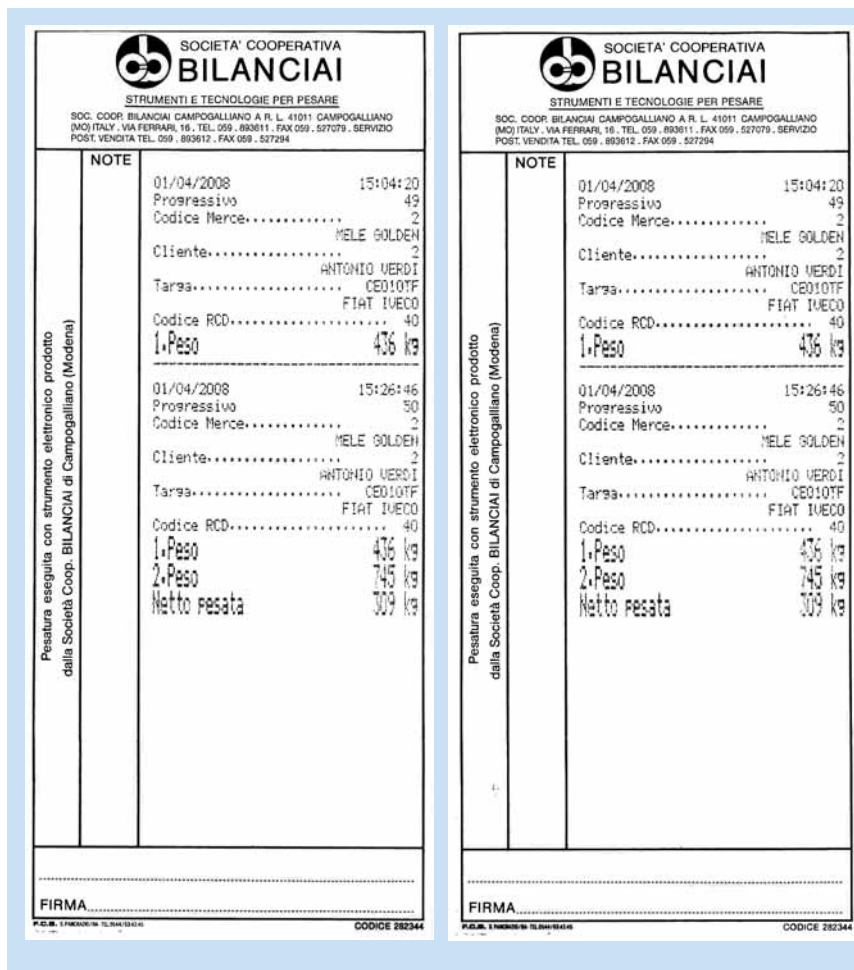 SOCIETA' COOPERATIVA
BILANCIAI
STRUMENTI E TECNOLOGIE PER PESARE
SOC. COOP. BILANCIAI CAMPOGALLIANO A R. L. 41011 CAMPOGALLIANO
(MO) ITALY . VIA FERRARI, 16 . TEL. 059 . 893611 . FAX 059 . 527079 . SERVIZIO
POST. VENDITA TEL. 059 . 893612 . FAX 059 . 527294
Pesatura eseguita con strumento elettronico prodotto
dalla Società Coop. BILANCIAI di Campogalliano (Modena)
NOTE
01/04/2008 15:04:20
Progressivo 49
Codice Merce............. 2
MELE GOLDEN
Cliente.................. 2
ANTONIO VERDI
Targa.................... CE010TF
FIAT IVECO
Codice RCD...................... 40
1.Peso 436 kg
01/04/2008 15:26:46
Progressivo 50
Codice Merce............. 2
MELE GOLDEN
Cliente.................. 2
ANTONIO VERDI
Targa.................... CE010TF
FIAT IVECO
Codice RCD...................... 40
1.Peso 436 kg
2.Peso 745 kg
Netto pesata 309 kg
FIRMA
P.C.B.
CODICE 282344
SOCIETA' COOPERATIVA
BILANCIAI
STRUMENTI E TECNOLOGIE PER PESARE
SOC. COOP. BILANCIAI CAMPOGALLIANO A R. L. 41011 CAMPOGALLIANO
(MO) ITALY . VIA FERRARI, 16 . TEL. 059 . 893611 . FAX 059 . 527079 . SERVIZIO
POST. VENDITA TEL. 059 . 893612 . FAX 059 . 527294
Pesatura eseguita con strumento elettronico prodotto
dalla Società Coop. BILANCIAI di Campogalliano (Modena)
NOTE
01/04/2008 15:04:20
Progressivo 49
Codice Merce............. 2
MELE GOLDEN
Cliente.................. 2
ANTONIO VERDI
Targa.................... CE010TF
FIAT IVECO
Codice RCD...................... 40
1.Peso 436 kg
01/04/2008 15:26:46
Progressivo 50
Codice Merce............. 2
MELE GOLDEN
Cliente.................. 2
ANTONIO VERDI
Targa.................... CE010TF
FIAT IVECO
Codice RCD...................... 40
1.Peso 436 kg
2.Peso 745 kg
Netto pesata 309 kg
FIRMA
P.C.B.
CODICE 282344